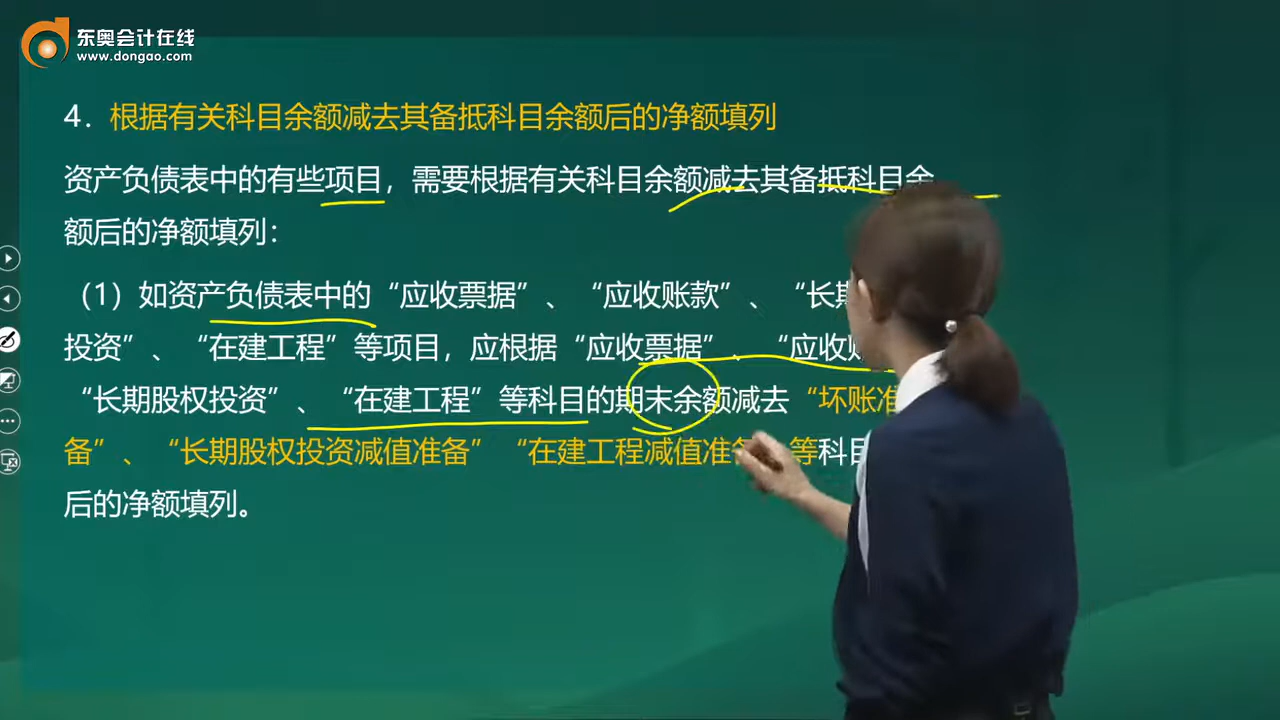 东奥会计在线
www.dongao.com
4．根据有关科目余额减去其备抵科目余额后的净额填列
资产负债表中的有些项目，需要根据有关科目余额减去其备抵科目余
额后的净额填列：
（1）如资产负债表中的“应收票据”、“应收账款”、“长期
投资”、“在建工程”等项目，应根据“应收票据”、“应收账
“长期股权投资”、“在建工程”等科目的期末余额减去“坏账准
备”、“长期股权投资减值准备”“在建工程减值准备”等科目
后的净额填列。